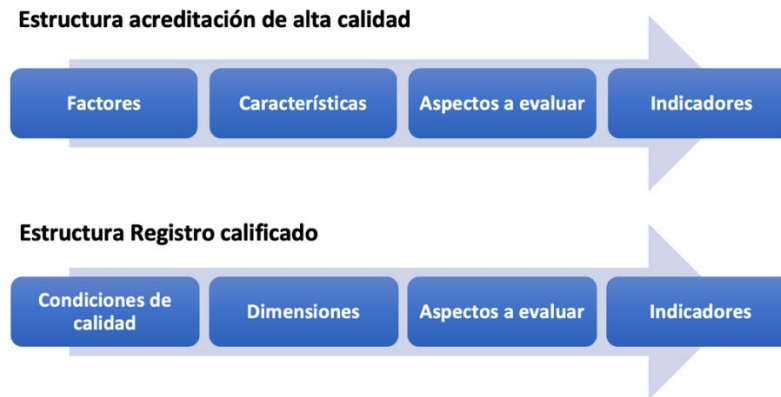 Estructura acreditación de alta calidad
Factores
Características
Aspectos a evaluar
Indicadores
Estructura Registro calificado
Condiciones de
calidad
Dimensiones
Aspectos a evaluar
Indicadores